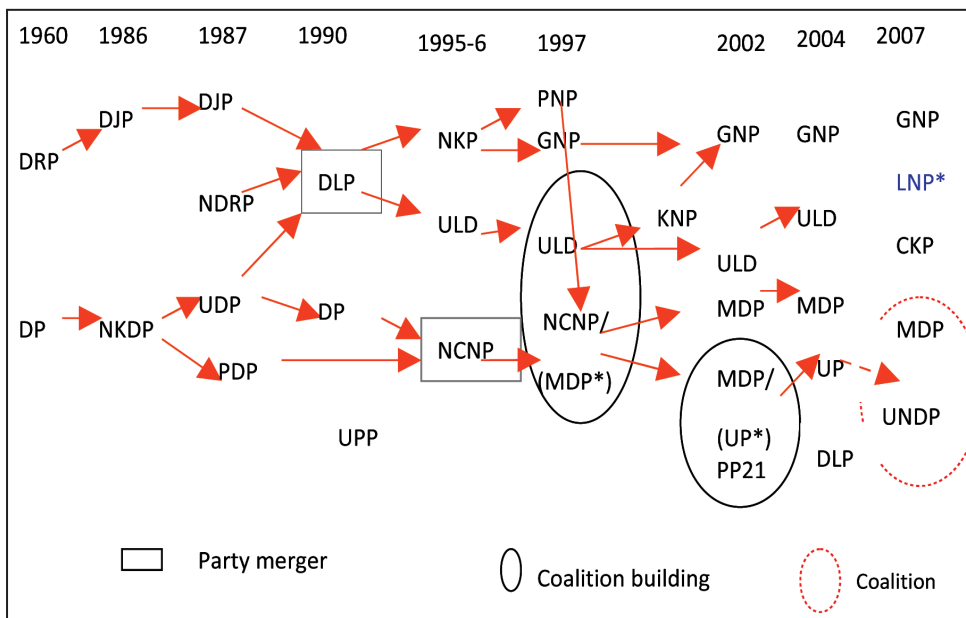 1960 1986 1987 1990 1995-6 1997 2002 2004 2007
DRP
DJP
DJP
NDRP
DLP
NKP
ULD
PNP
GNP
ULD
KNP
GNP
ULD
MDP
GNP
ULD
MDP
GNP
LNP*
CKP
MDP
UNDP
DP
NKDP
UDP
PDP
DP
UPP
NCNP
NCNP/
(MDP*)
MDP/
(UP*)
PP21
UP
DLP
Party merger
Coalition building
Coalition